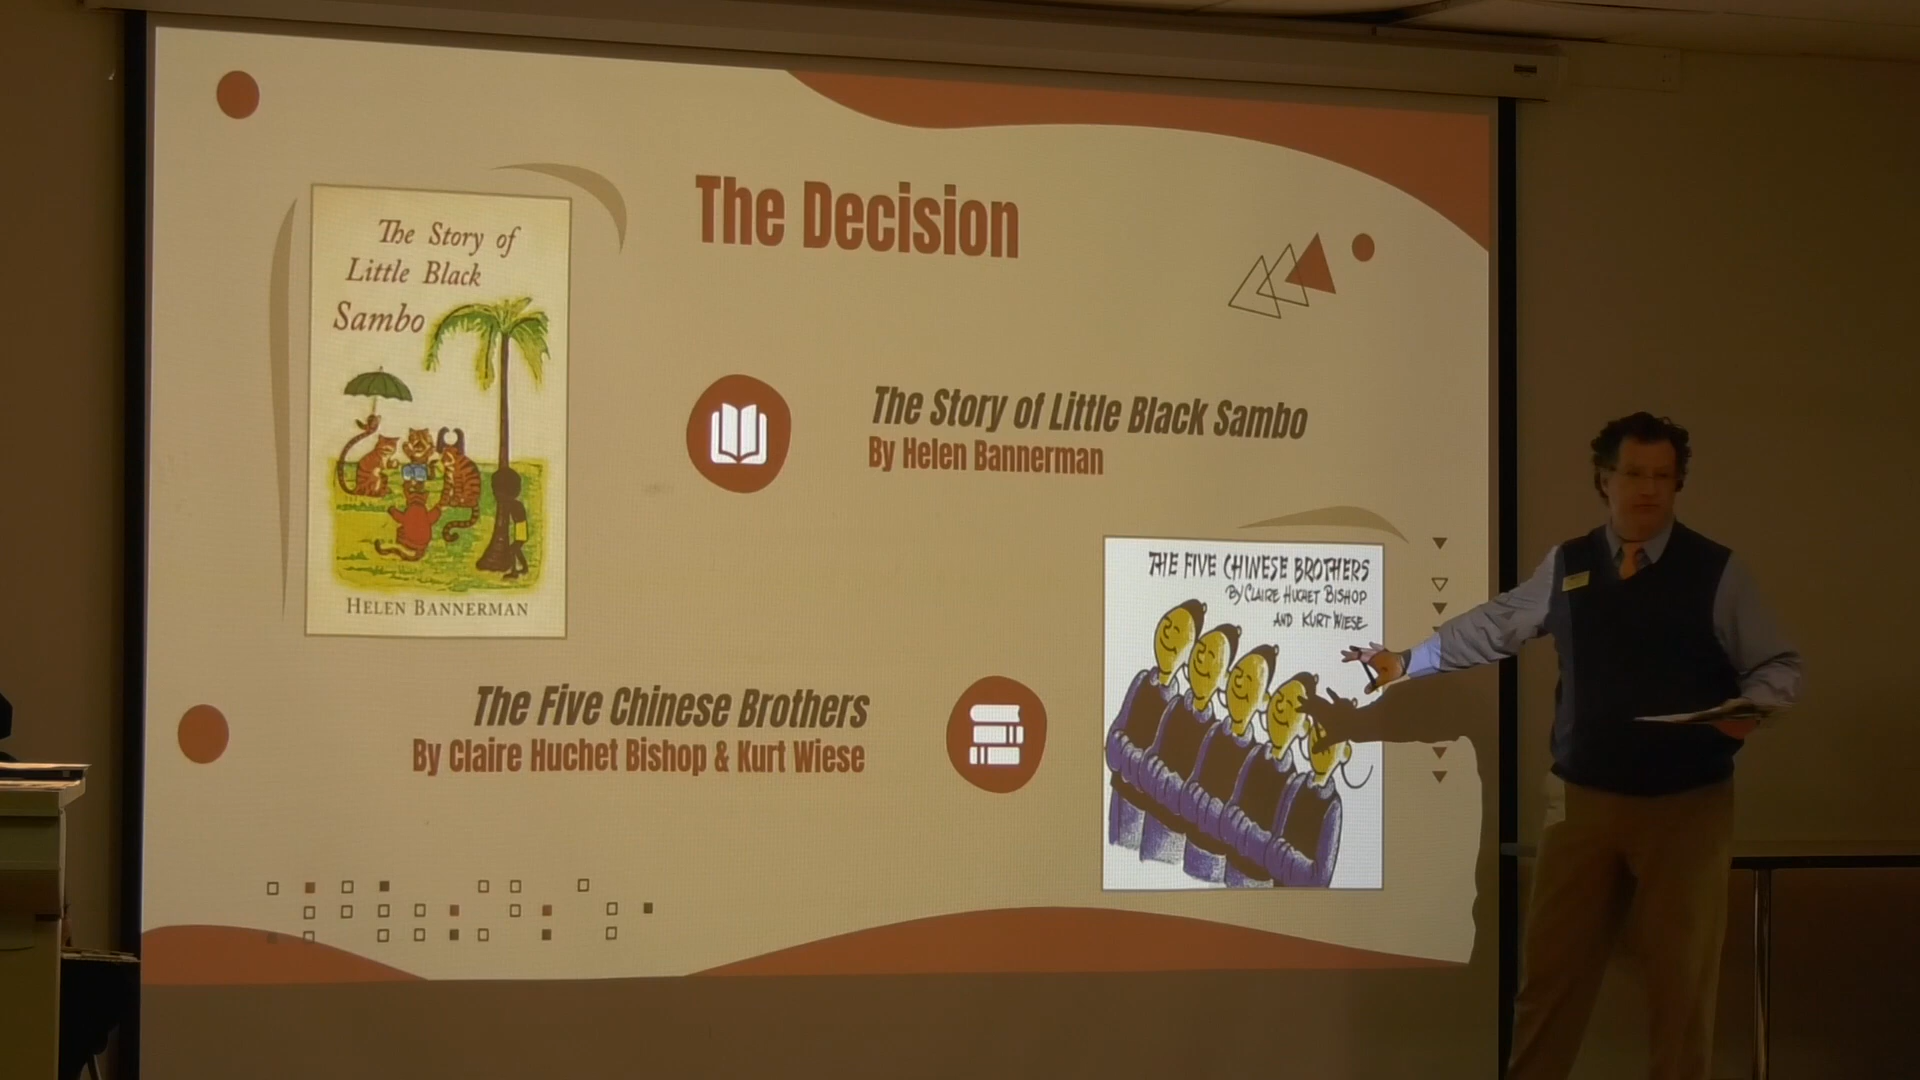 The Decision
The Story of
Little Black
Sambo
HELEN BANNERMAN
The Story of Little Black Sambo
By Helen Bannerman
THE FIVE CHINESE BROTHERS
BY CLAIRE HUCHET BISHOP
AND KURT WIESE
The Five Chinese Brothers
By Claire Huchet Bishop & Kurt Wiese